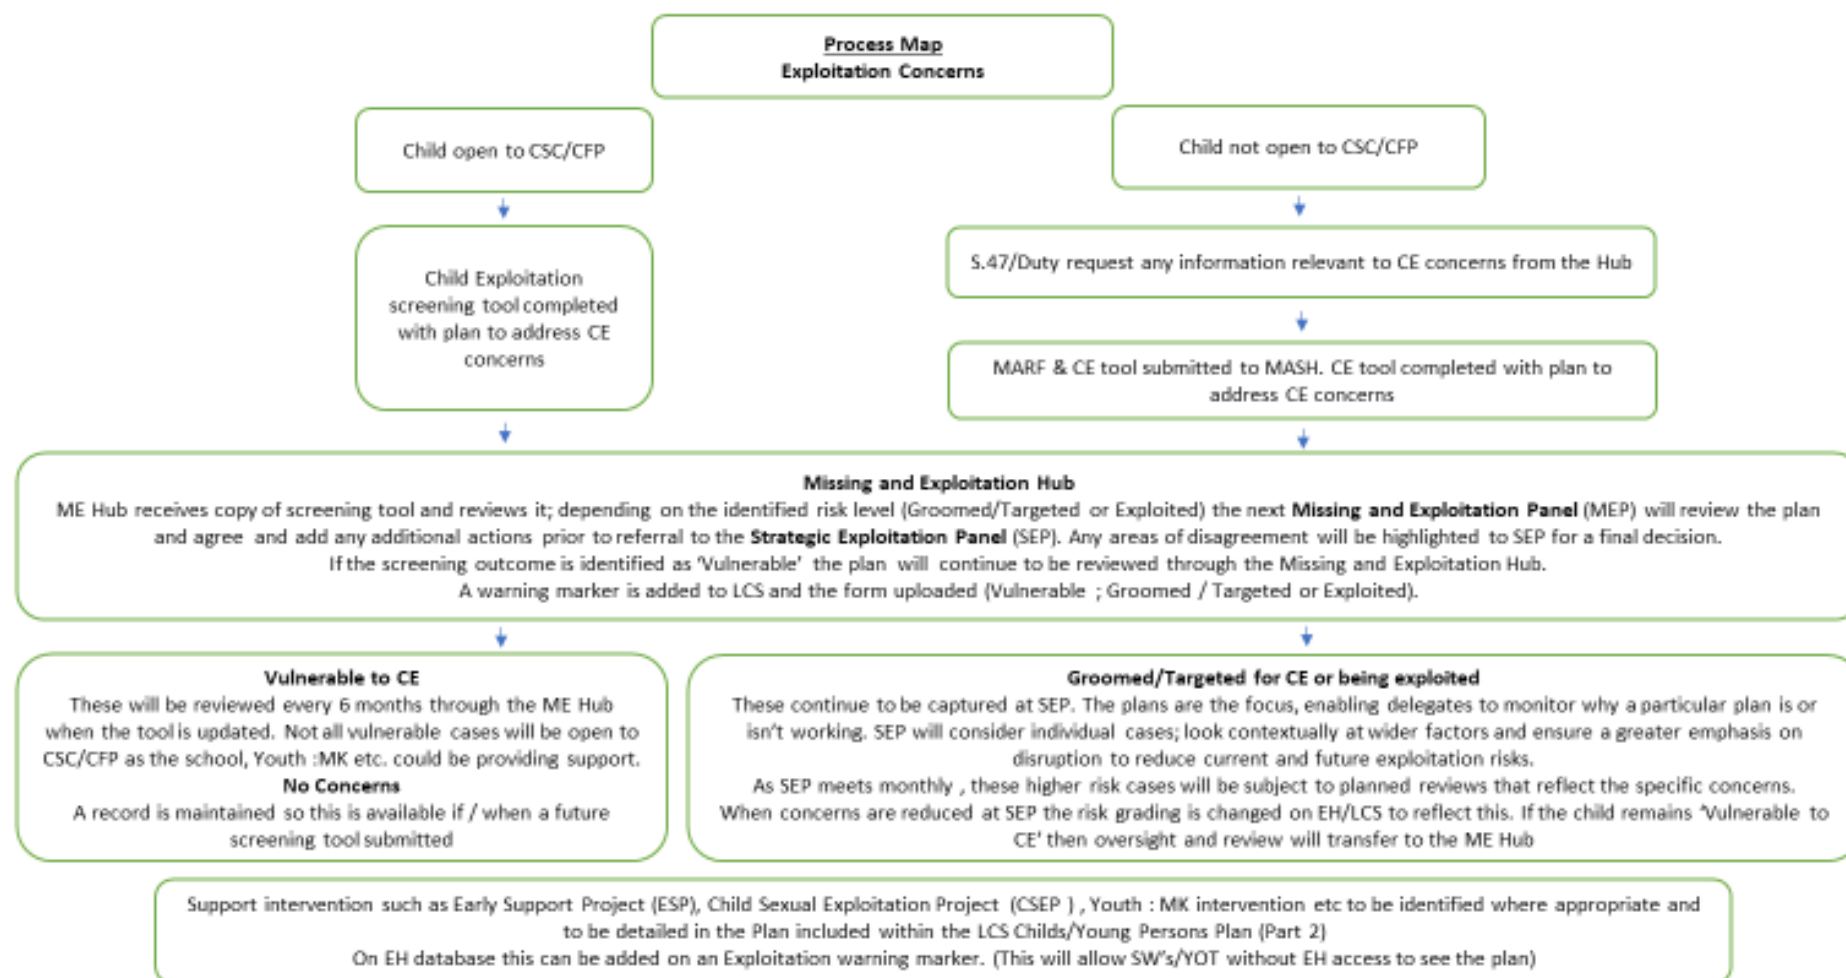 Process Map
Exploitation Concerns
Child open to CSC/CFP
Child not open to CSC/CFP
Child Exploitation
screening tool completed
with plan to address CE
concerns
S.47/Duty request any information relevant to CE concerns from the Hub
MARF & CE tool submitted to MASH. CE tool completed with plan to
address CE concerns
Missing and Exploitation Hub
ME Hub receives copy of screening tool and reviews it; depending on the identified risk level (Groomed/Targeted or Exploited) the next Missing and Exploitation Panel (MEP) will review the plan
and agree and add any additional actions prior to referral to the Strategic Exploitation Panel (SEP). Any areas of disagreement will be highlighted to SEP for a final decision.
If the screening outcome is identified as 'Vulnerable' the plan will continue to be reviewed through the Missing and Exploitation Hub.
A warning marker is added to LCS and the form uploaded (Vulnerable ; Groomed / Targeted or Exploited).
Vulnerable to CE
These will be reviewed every 6 months through the ME Hub
when the tool is updated. Not all vulnerable cases will be open to
CSC/CFP as the school, Youth :MK etc. could be providing support.
No Concerns
A record is maintained so this is available if / when a future
screening tool submitted
Groomed/Targeted for CE or being exploited
These continue to be captured at SEP. The plans are the focus, enabling delegates to monitor why a particular plan is or
isn't working. SEP will consider individual cases; look contextually at wider factors and ensure a greater emphasis on
disruption to reduce current and future exploitation risks.
As SEP meets monthly , these higher risk cases will be subject to planned reviews that reflect the specific concerns.
When concerns are reduced at SEP the risk grading is changed on EH/LCS to reflect this. If the child remains 'Vulnerable to
CE' then oversight and review will transfer to the ME Hub
Support intervention such as Early Support Project (ESP), Child Sexual Exploitation Project (CSEP ) , Youth : MK intervention etc to be identified where appropriate and
to be detailed in the Plan included within the LCS Childs/Young Persons Plan (Part 2)
On EH database this can be added on an Exploitation warning marker. (This will allow SW's/YOT without EH access to see the plan)